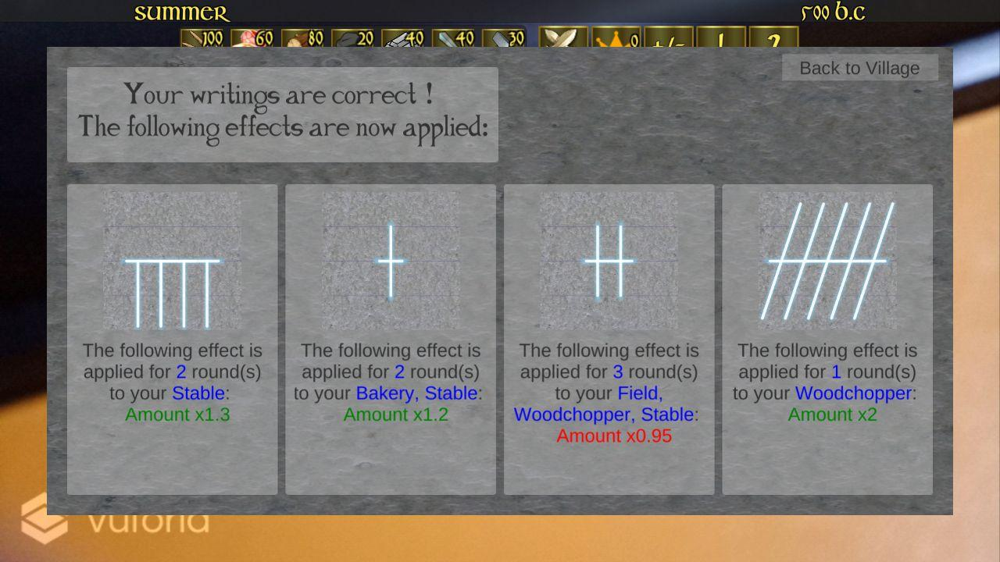 summer
500 b.c
100
60
80
20
40
40
30
0
+/-
!
?
Back to Village
Your writings are correct !
The following effects are now applied:
The following effect is
applied for 2 round(s)
to your Stable:
Amount x1.3
The following effect is
applied for 2 round(s)
to your Bakery, Stable:
Amount x1.2
The following effect is
applied for 3 round(s)
to your Field,
Woodchopper, Stable:
Amount x0.95
The following effect is
applied for 1 round(s)
to your Woodchopper:
Amount x2
vuforia